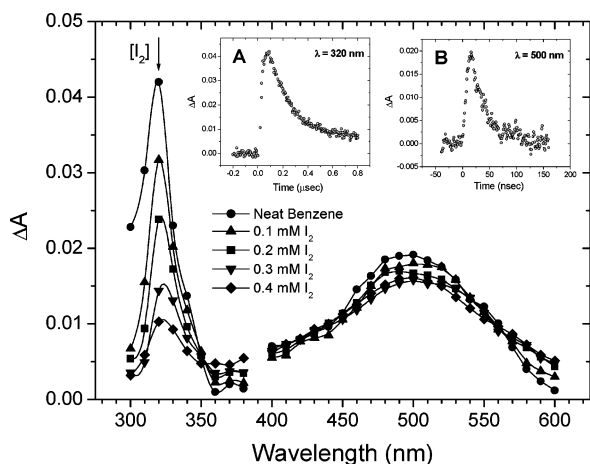 [I2]
A
λ = 320 nm
ΔA
0.04
0.03
0.02
0.01
0.00
-0.2 0.0 0.2 0.4 0.6 0.8
Time (μsec)
B
λ = 500 nm
ΔA
0.020
0.015
0.010
0.005
0.000
0.005
-50 0 50 100 150 200
Time (nsec)
Neat Benzene
0.1 mM I2
0.2 mM I2
0.3 mM I2
0.4 mM I2
ΔA
0.05
0.04
0.03
0.02
0.01
0.00
300 350 400 450 500 550 600
Wavelength (nm)